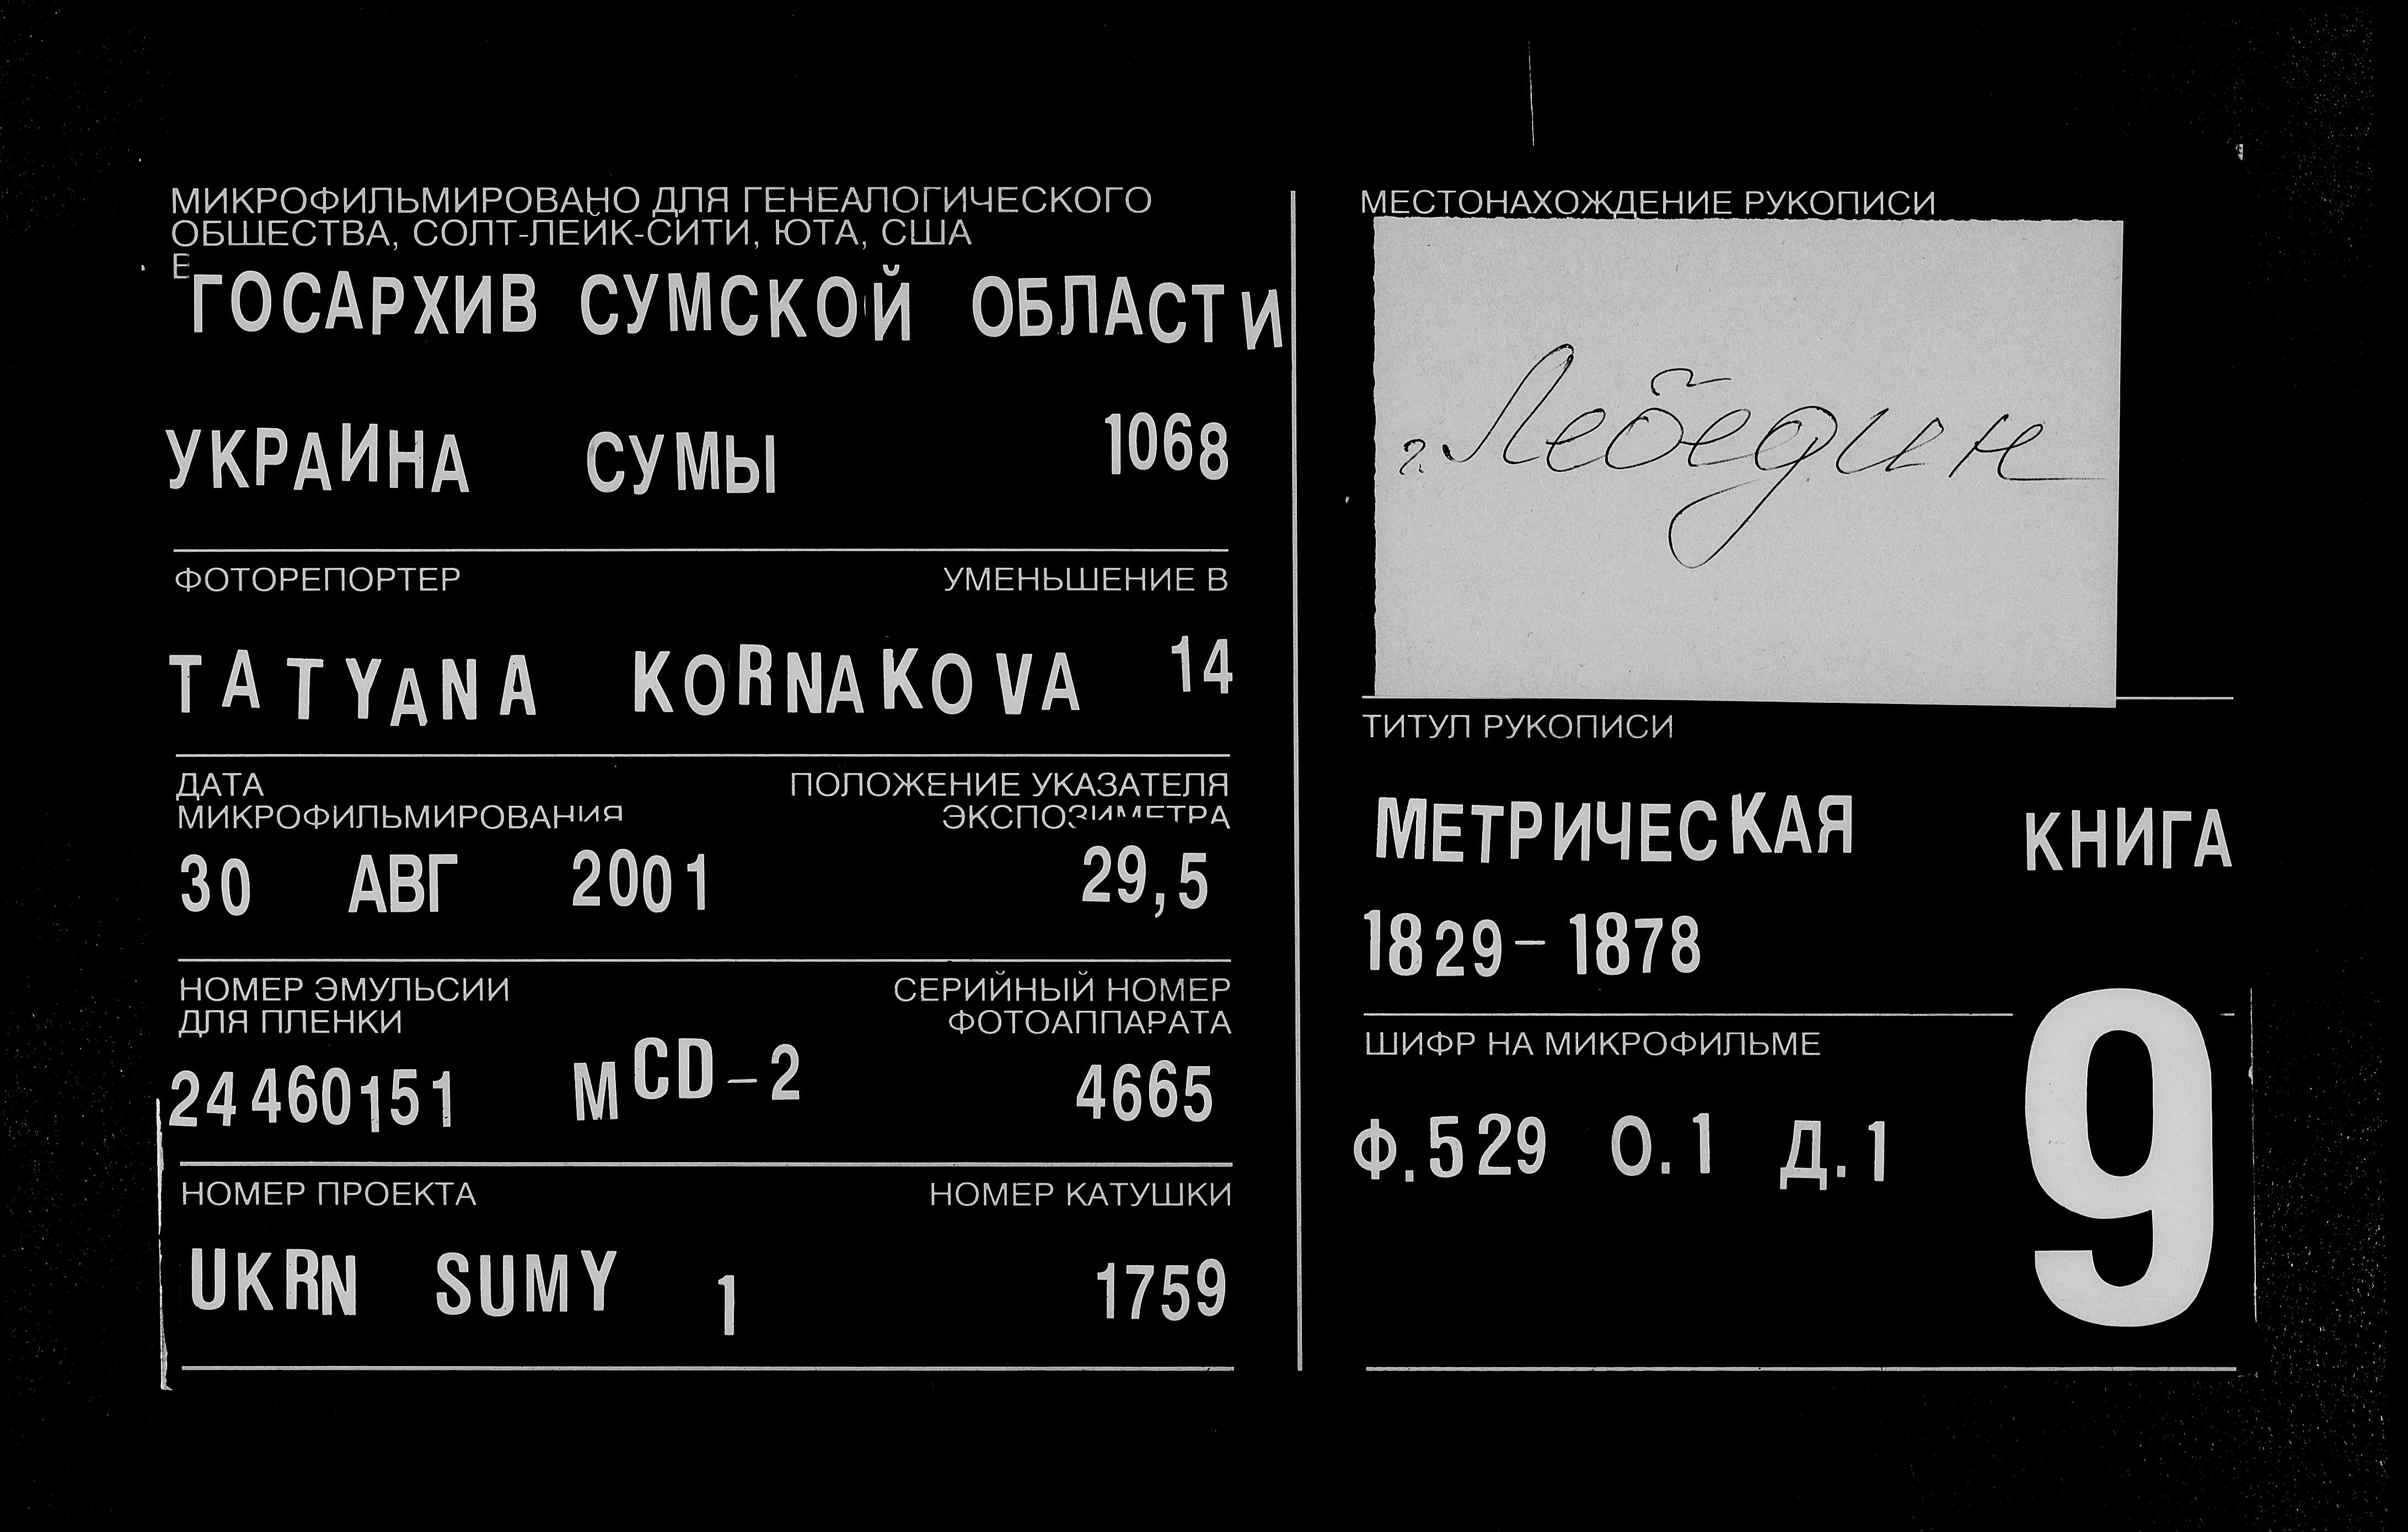 МИКРОФИЛЬМИРОВАНО ДЛЯ ГЕНЕАЛОГИЧЕСКОГО
ОБЩЕСТВА, СОЛТ-ЛЕЙК-СИТИ, ЮТА, США
Е
ГОСАРХИВ СУМСКОЙ ОБЛАСТИ
УКРАИНА СУМЫ 1068
ФОТОРЕПОРТЕР УМЕНЬШЕНИЕ В
TATYANA KORNAKOVA 14
ДАТА ПОЛОЖЕНИЕ УКАЗАТЕЛЯ
МИКРОФИЛЬМИРОВАНИЯ ЭКСПОЗИМЕТРА
30 АВГ 2001 29,5
НОМЕР ЭМУЛЬСИИ СЕРИЙНЫЙ НОМЕР
ДЛЯ ПЛЕНКИ ФОТОАППАРАТА
24460151 MCD-2 4665
НОМЕР ПРОЕКТА НОМЕР КАТУШКИ
UKRN SUMY 1 1759
МЕСТОНАХОЖДЕНИЕ РУКОПИСИ
г. Лебедин
ТИТУЛ РУКОПИСИ
МЕТРИЧЕСКАЯ КНИГА
1829-1878
ШИФР НА МИКРОФИЛЬМЕ
Ф.529 О.1 Д.1
9